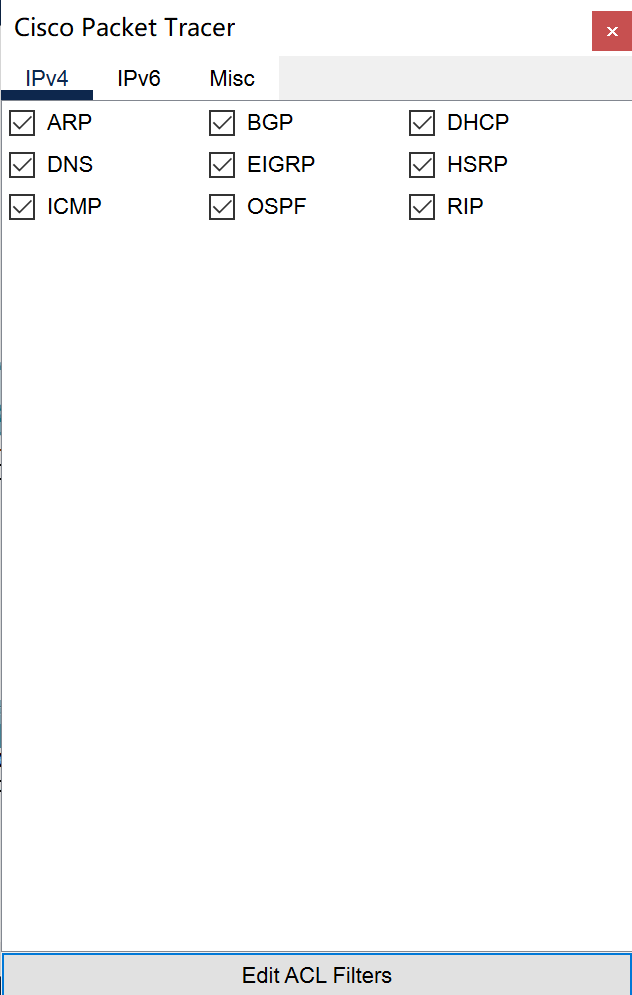 Cisco Packet Tracer
IPv4 IPv6 Misc
ARP BGP DHCP
DNS EIGRP HSRP
ICMP OSPF RIP
Edit ACL Filters